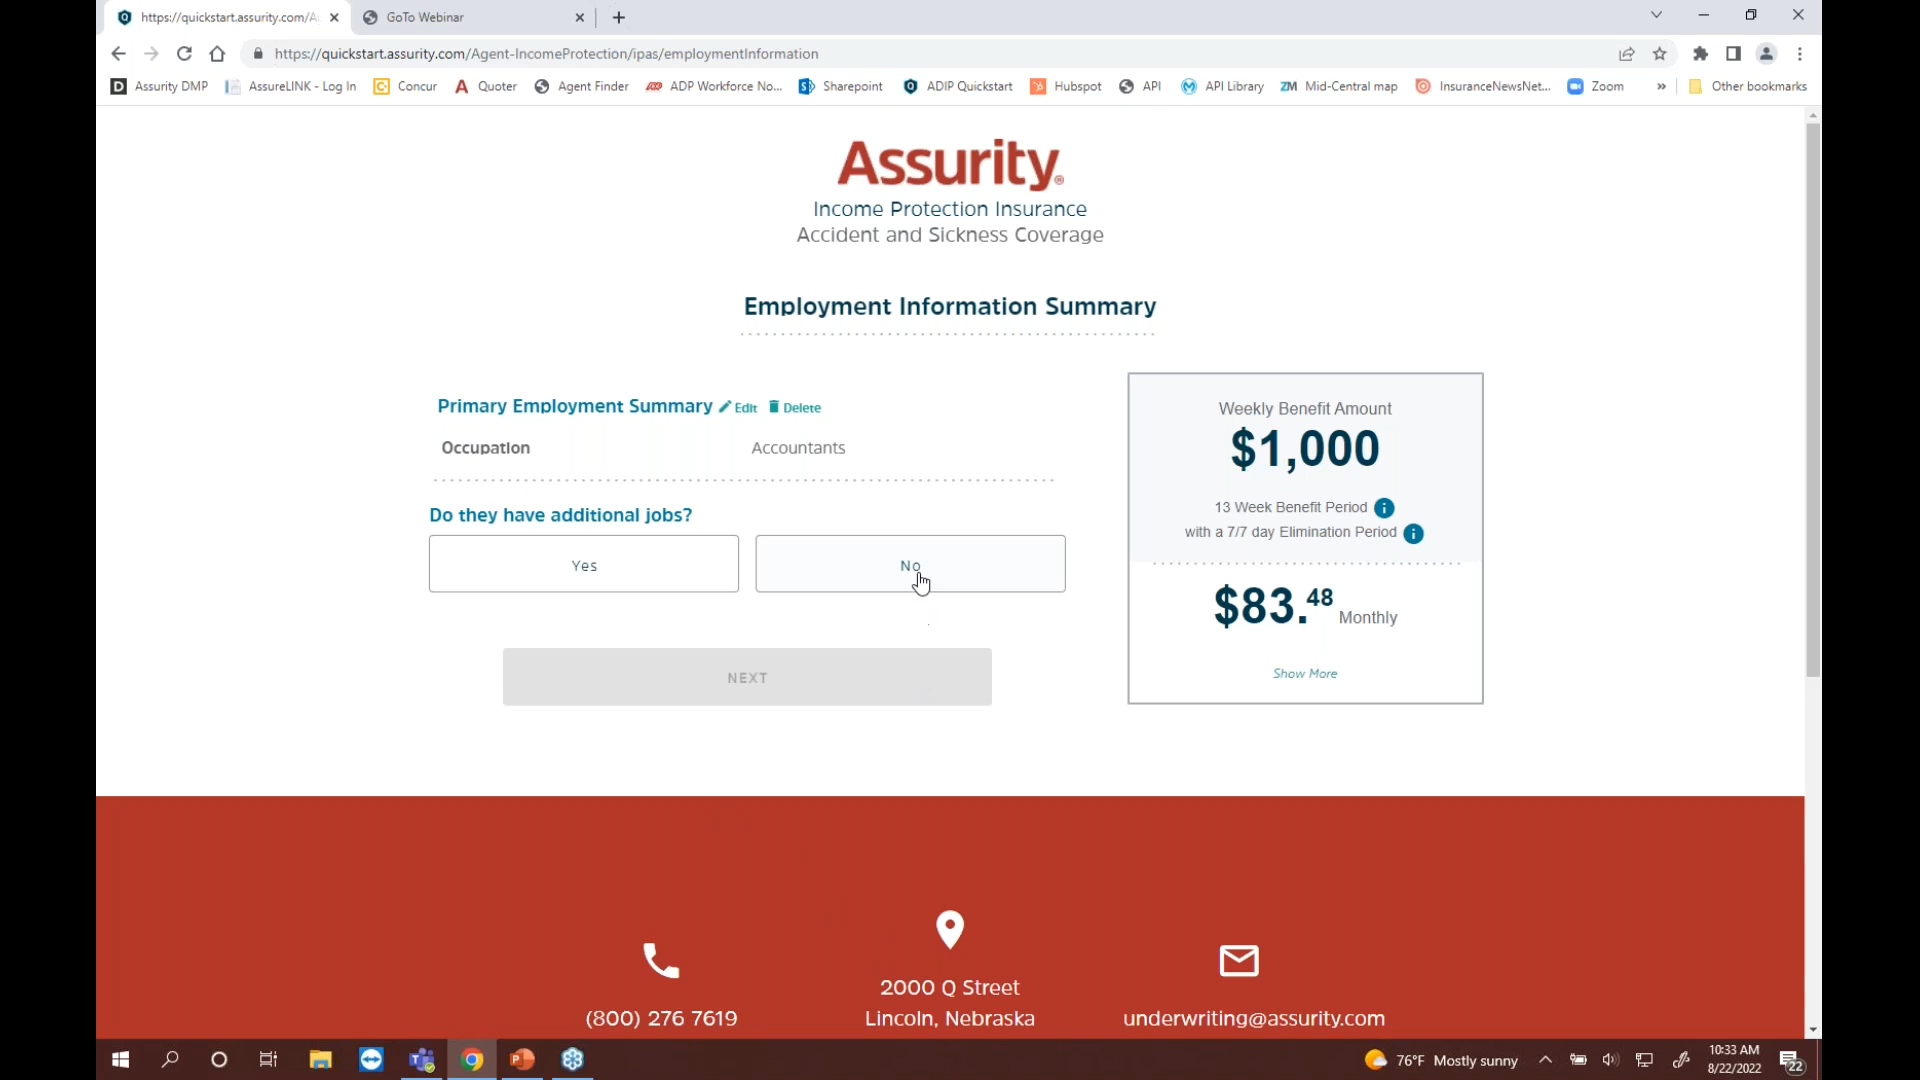 https://quickstart.assurity.com/A
GoTo Webinar
https://quickstart.assurity.com/Agent-IncomeProtection/ipas/employmentInformation
Assurity DMP
AssureLINK - Log In
Concur
Quoter
Agent Finder
ADP Workforce No...
Sharepoint
ADIP Quickstart
Hubspot
API
API Library
Mid-Central map
InsuranceNewsNet...
Zoom
»
Other bookmarks
Assurity®
Income Protection Insurance
Accident and Sickness Coverage
Employment Information Summary
Primary Employment Summary Edit Delete
Occupation Accountants
Do they have additional jobs?
Yes
No
NEXT
Weekly Benefit Amount
$1,000
13 Week Benefit Period i
with a 7/7 day Elimination Period i
$83.48 Monthly
Show More
(800) 276 7619
2000 Q Street
Lincoln, Nebraska
underwriting@assurity.com
76°F Mostly sunny
10:33 AM
8/22/2022
22